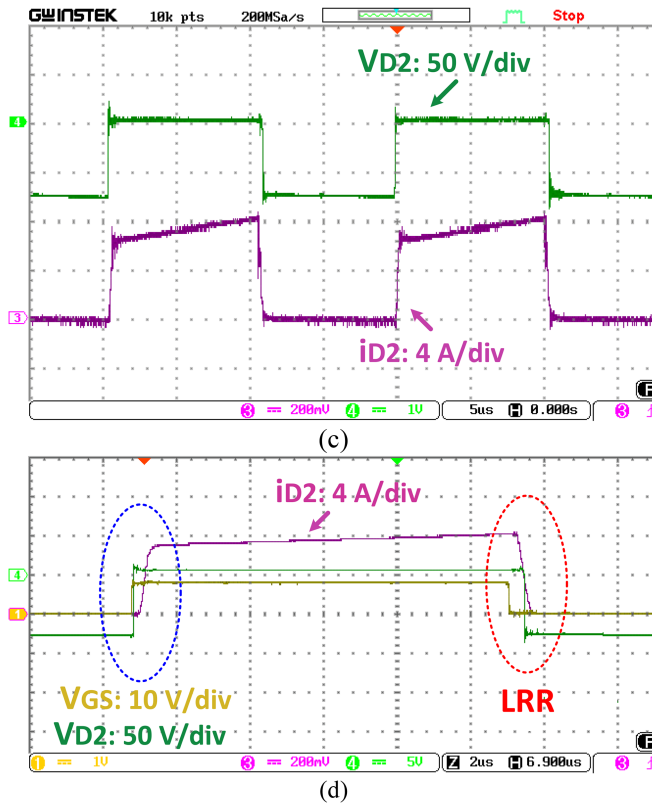 GWINSTEK 10k pts 200MSa/s Stop
VD2: 50 V/div
4
3
iD2: 4 A/div
F
3 200mV 4 1V 5us H 0.000s 3
(c)
iD2: 4 A/div
4
1
VGS: 10 V/div
LRR
VD2: 50 V/div
F
1 1V 3 200mV 4 5V Z 2us H 6.900us 3
(d)